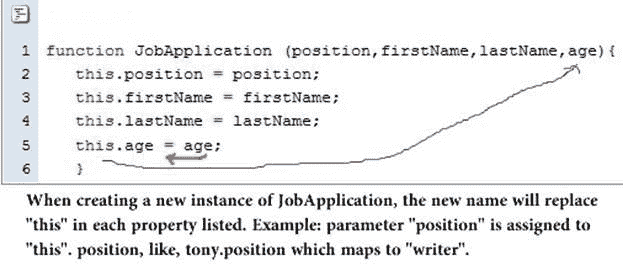 1 function JobApplication (position,firstName,lastName,age){
2 this.position = position;
3 this.firstName = firstName;
4 this.lastName = lastName;
5 this.age = age;
6 }
When creating a new instance of JobApplication, the new name will replace
"this" in each property listed. Example: parameter "position" is assigned to
"this". position, like, tony.position which maps to "writer".